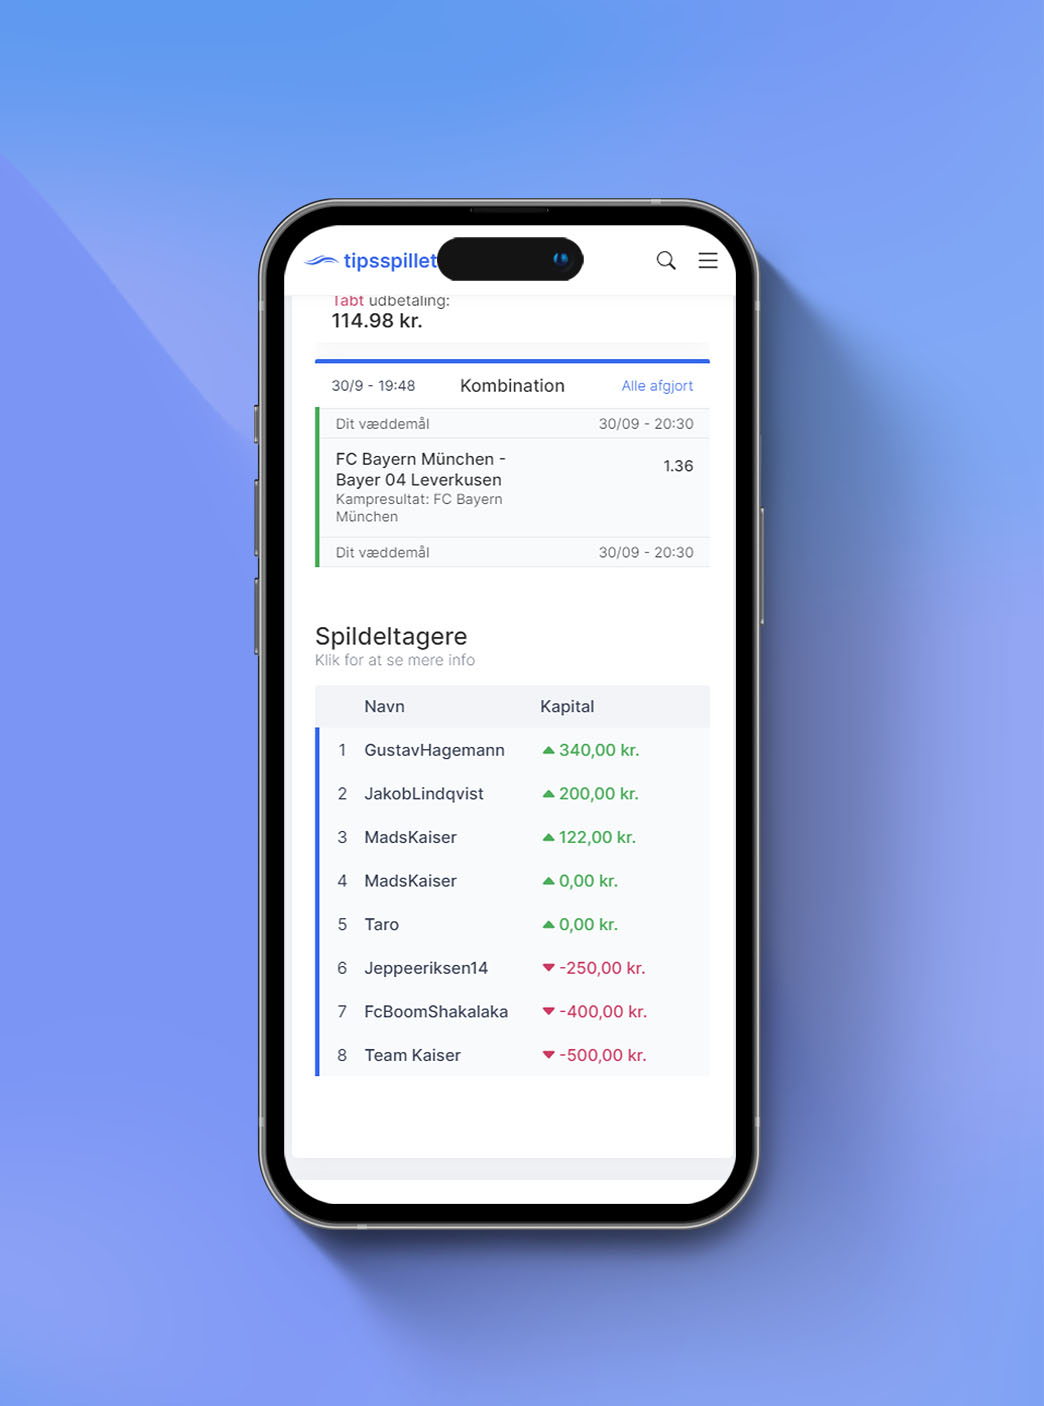 tipsspillet
Tabt udbetaling:
114.98 kr.
30/9 - 19:48 Kombination Alle afgjort
Dit væddemål 30/09 - 20:30
FC Bayern München - 1.36
Bayer 04 Leverkusen
Kampresultat: FC Bayern
München
Dit væddemål 30/09 - 20:30
Spildeltagere
Klik for at se mere info
Navn Kapital
1 GustavHagemann 340,00 kr.
2 JakobLindqvist 200,00 kr.
3 MadsKaiser 122,00 kr.
4 MadsKaiser 0,00 kr.
5 Taro 0,00 kr.
6 Jeppeeriksen14 -250,00 kr.
7 FcBoomShakalaka -400,00 kr.
8 Team Kaiser -500,00 kr.